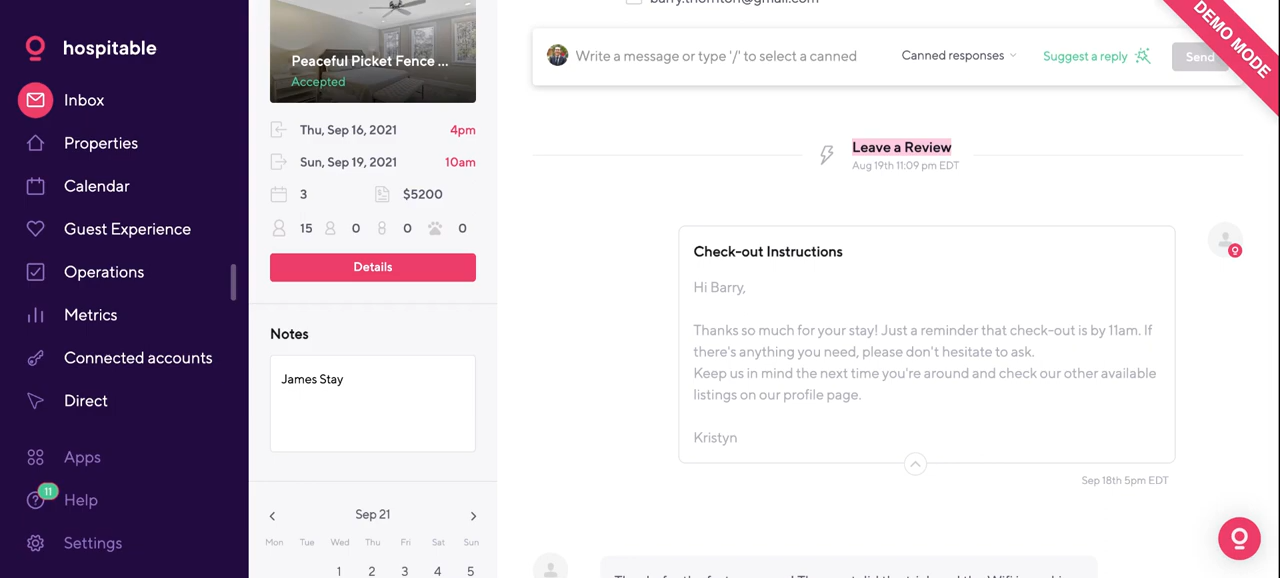 hospitable
Inbox
Properties
Calendar
Guest Experience
Operations
Metrics
Connected accounts
Direct
Apps
11
Help
Settings
Peaceful Picket Fence ...
Accepted
Thu, Sep 16, 2021 4pm
Sun, Sep 19, 2021 10am
3 $5200
15 0 0 0
Details
Notes
James Stay
Sep 21
Mon Tue Wed Thu Fri Sat Sun
1 2 3 4 5
barry.thornton@gmail.com
Write a message or type '/' to select a canned
Canned responses
Suggest a reply
Send
DEMO MODE
Leave a Review
Aug 19th 11:09 pm EDT
Check-out Instructions
Hi Barry,
Thanks so much for your stay! Just a reminder that check-out is by 11am. If
there's anything you need, please don't hesitate to ask.
Keep us in mind the next time you're around and check our other available
listings on our profile page.
Kristyn
Sep 18th 5pm EDT